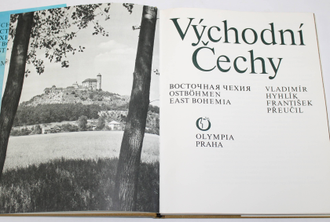 Východní
Čechy
ВОСТОЧНАЯ ЧЕХИЯ
OSTBÖHMEN
EAST BOHEMIA
VLADIMÍR
HYHLÍK
FRANTIŠEK
PŘEUČIL
OLYMPIA
PRAHA